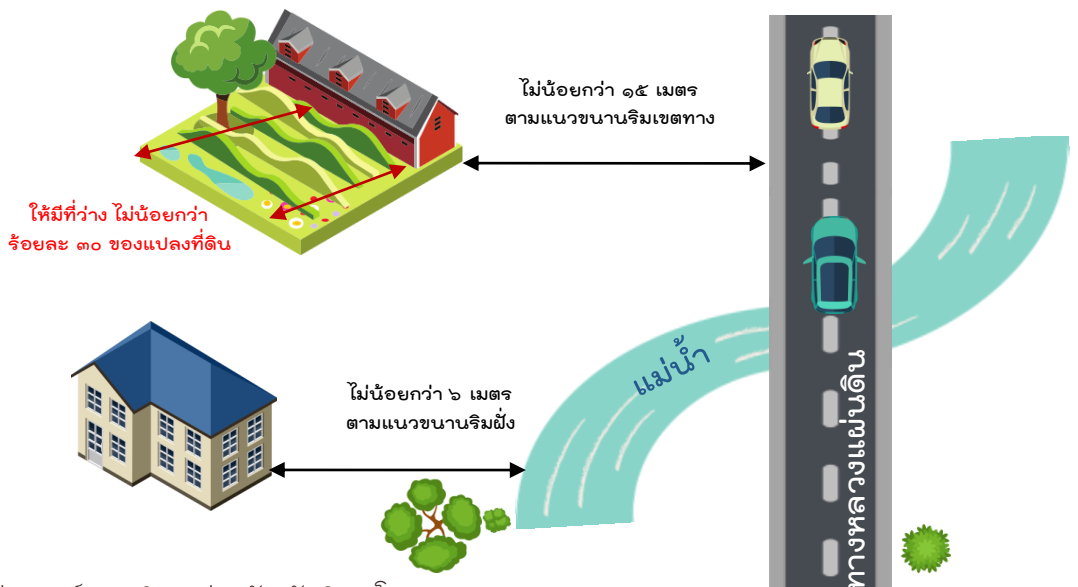 ไม่น้อยกว่า ๑๕ เมตร
ตามแนวขนานริมเขตทาง
ให้มีที่ว่าง ไม่น้อยกว่า
ร้อยละ ๓๐ ของแปลงที่ดิน
แม่น้ำ
ไม่น้อยกว่า ๖ เมตร
ตามแนวขนานริมฝั่ง
ทางหลวงแผ่นดิน